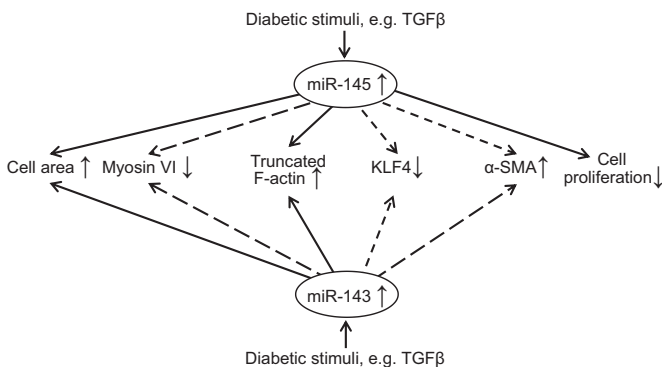 Diabetic stimuli, e.g. TGFβ
miR-145 ↑
Cell area ↑ Myosin VI ↓ Truncated F-actin ↑ KLF4 ↓ α-SMA ↑ Cell proliferation ↓
miR-143 ↑
Diabetic stimuli, e.g. TGFβ